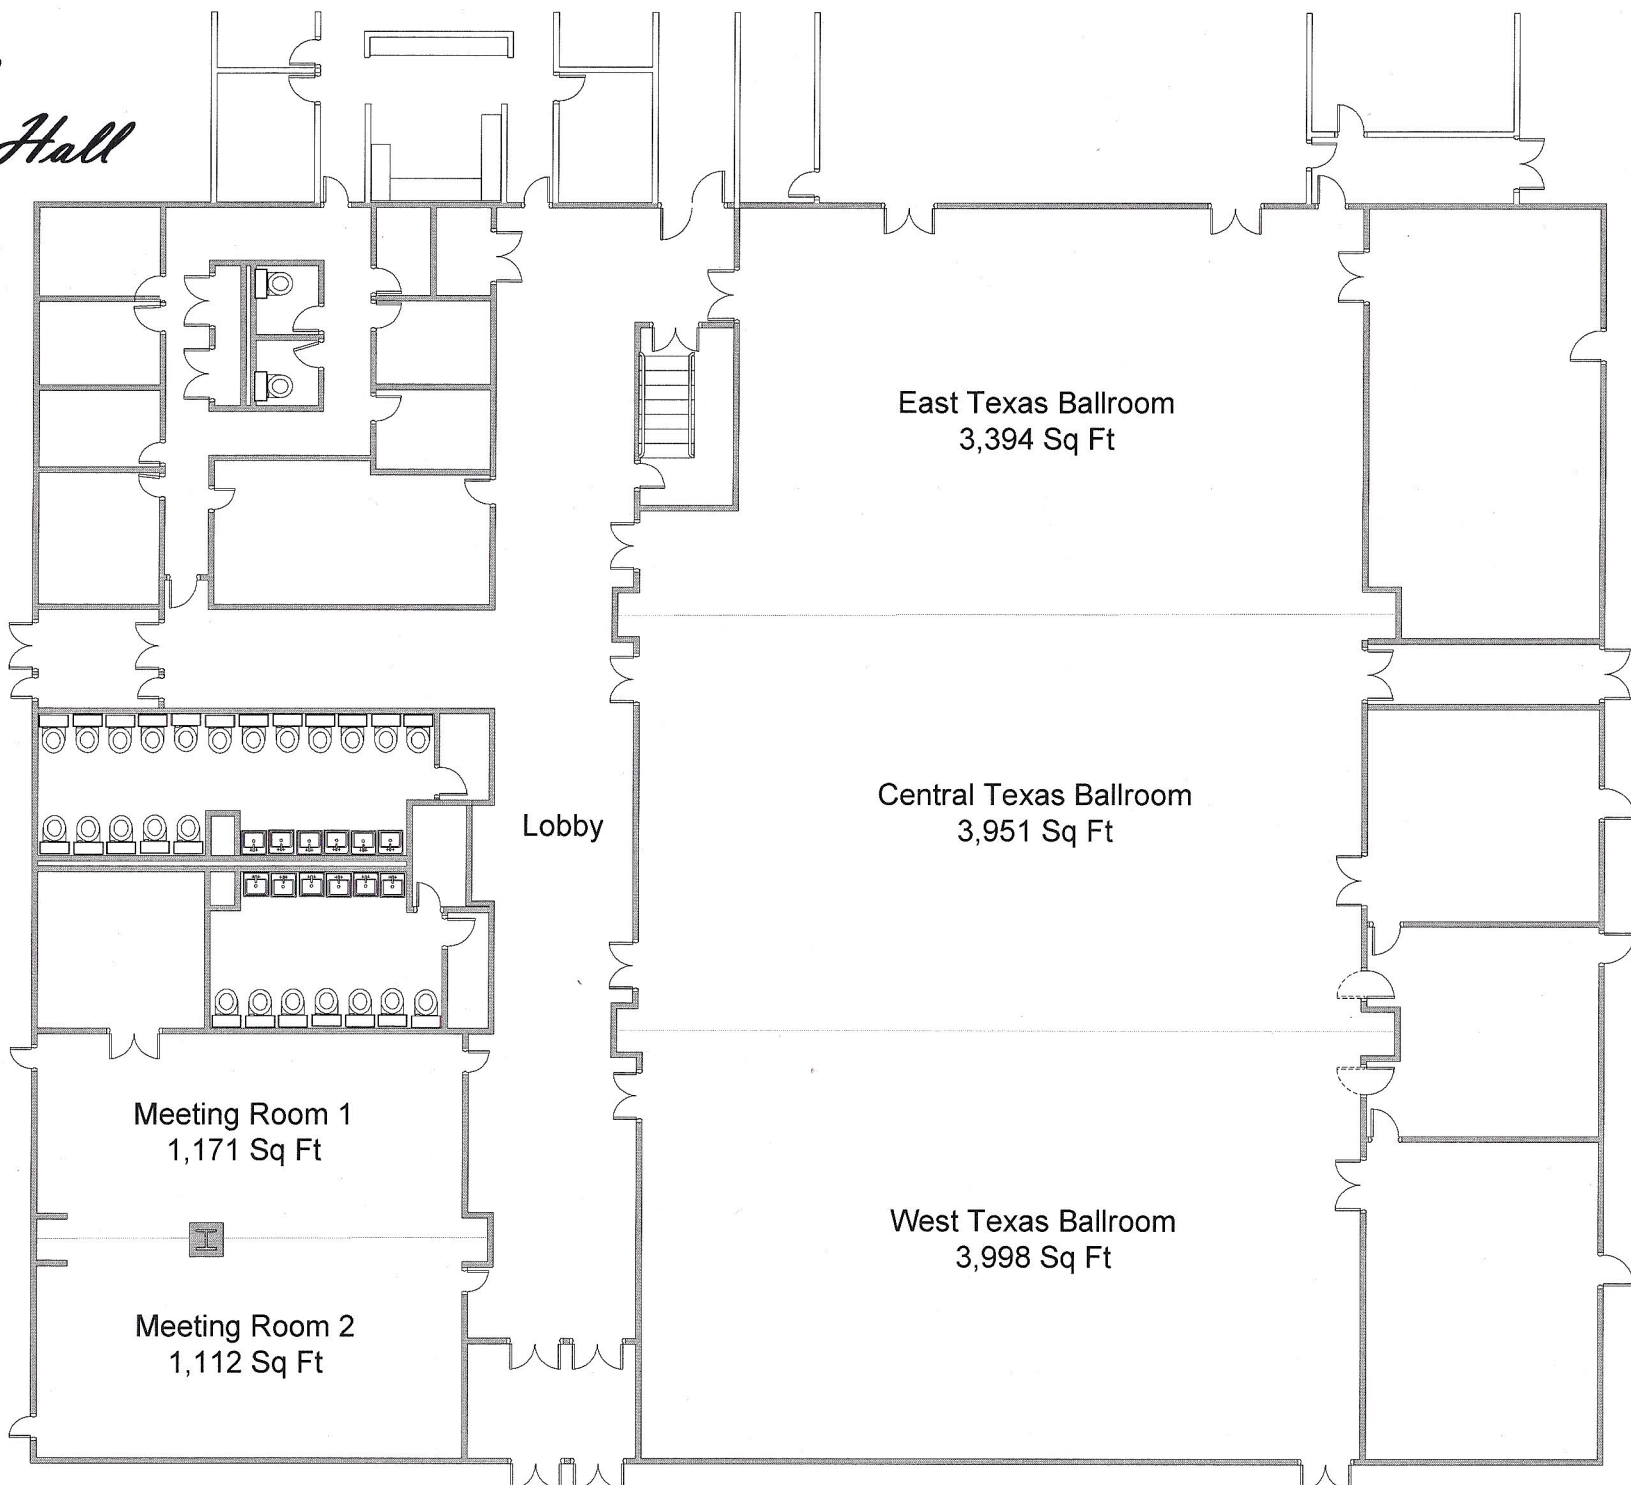 Hall
East Texas Ballroom
3,394 Sq Ft
Central Texas Ballroom
3,951 Sq Ft
Lobby
Meeting Room 1
1,171 Sq Ft
West Texas Ballroom
3,998 Sq Ft
Meeting Room 2
1,112 Sq Ft